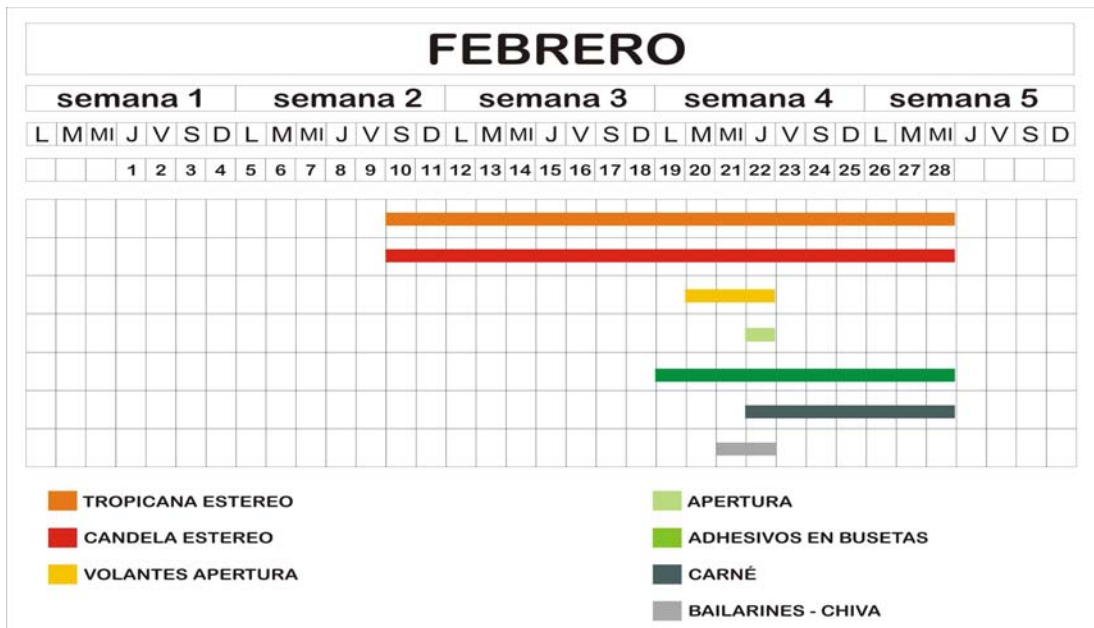 FEBRERO
semana 1 semana 2 semana 3 semana 4 semana 5
L M MI J V S D L M MI J V S D L M MI J V S D L M MI J V S D L M MI J V S D
1 2 3 4 5 6 7 8 9 10 11 12 13 14 15 16 17 18 19 20 21 22 23 24 25 26 27 28
TROPICANA ESTEREO
CANDELA ESTEREO
VOLANTES APERTURA
APERTURA
ADHESIVOS EN BUSETAS
CARNÉ
BAILARINES - CHIVA